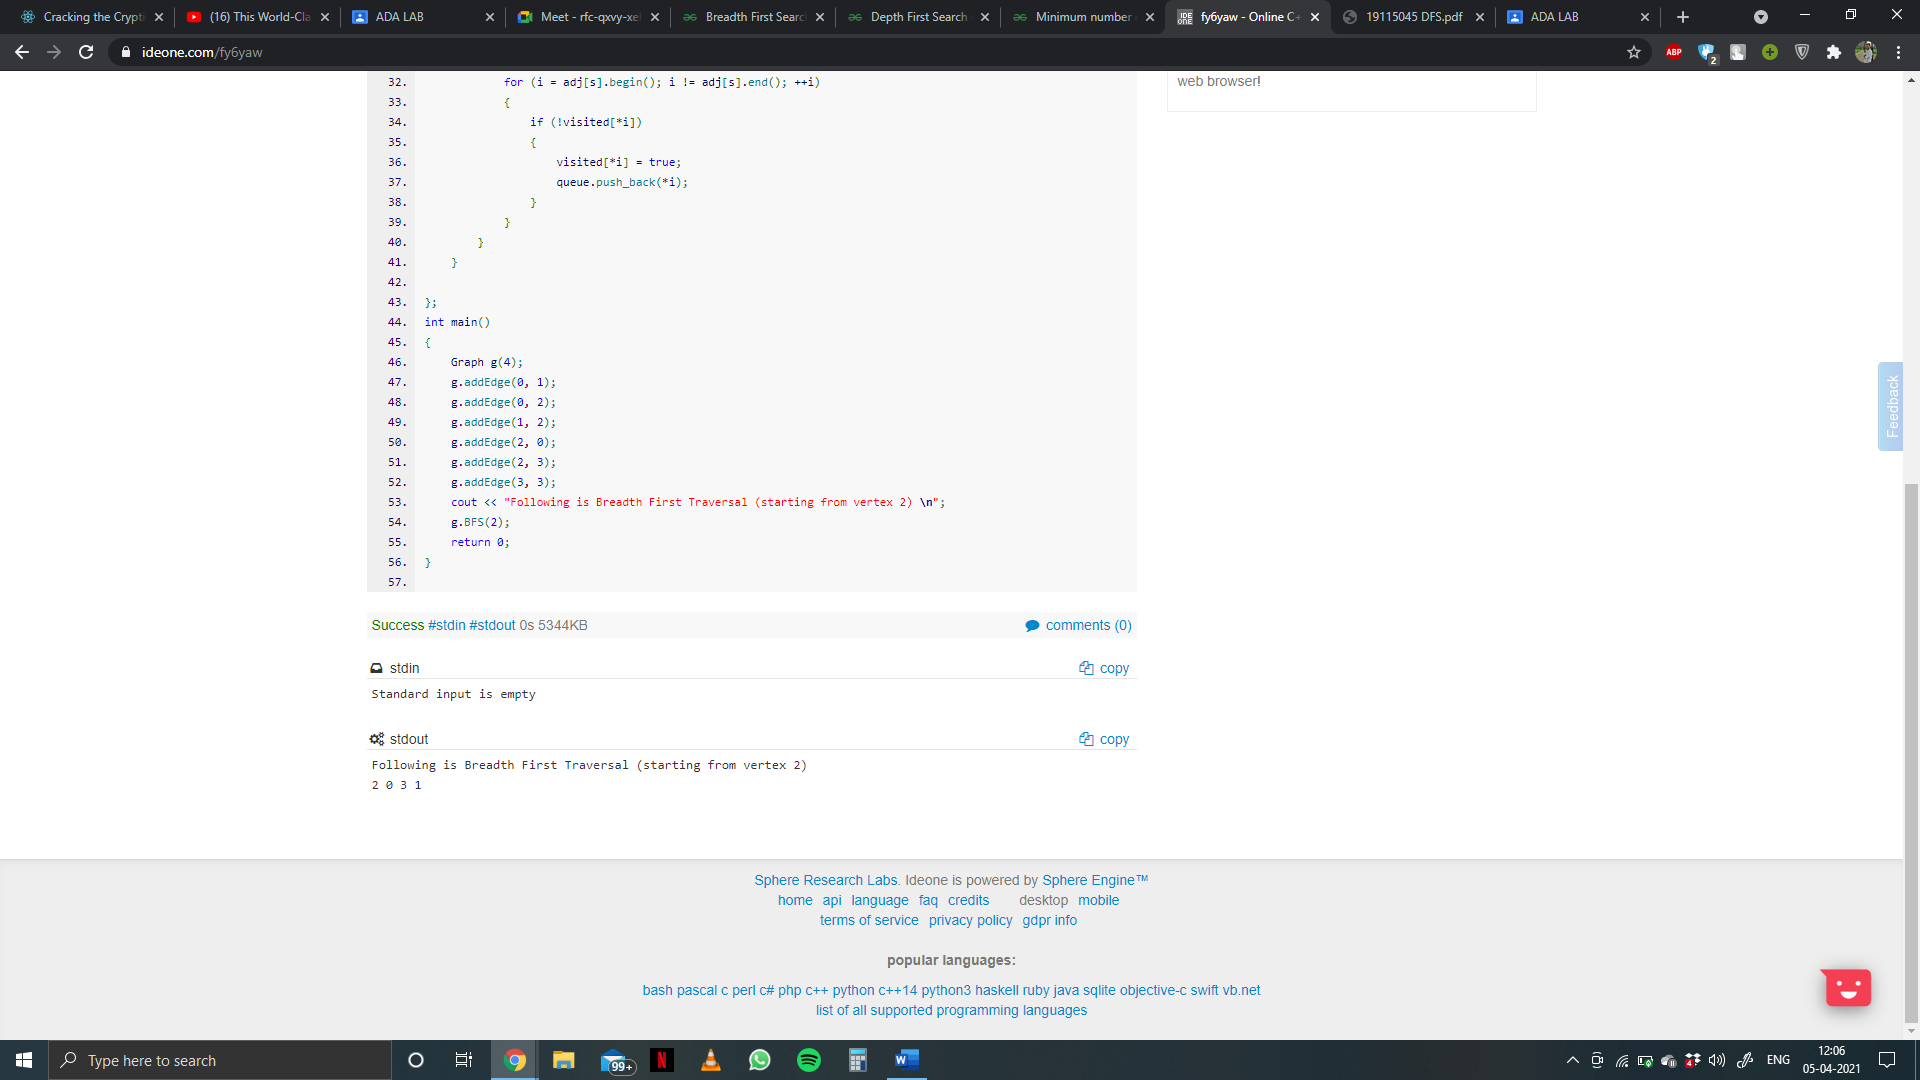 Cracking the Crypti
(16) This World-Cla
ADA LAB
Meet - rfc-qxvy-xel
Breadth First Searc
Depth First Search
Minimum number
fy6yaw - Online C+
19115045 DFS.pdf
ADA LAB
ideone.com/fy6yaw
ABP
2
32. for (i = adj[s].begin(); i != adj[s].end(); ++i)
33. {
34. if (!visited[*i])
35. {
36. visited[*i] = true;
37. queue.push_back(*i);
38. }
39. }
40. }
41. }
42.
43. };
44. int main()
45. {
46. Graph g(4);
47. g.addEdge(0, 1);
48. g.addEdge(0, 2);
49. g.addEdge(1, 2);
50. g.addEdge(2, 0);
51. g.addEdge(2, 3);
52. g.addEdge(3, 3);
53. cout << "Following is Breadth First Traversal (starting from vertex 2) \n";
54. g.BFS(2);
55. return 0;
56. }
57.
web browser!
Feedback
Success #stdin #stdout 0s 5344KB
comments (0)
stdin
copy
Standard input is empty
stdout
copy
Following is Breadth First Traversal (starting from vertex 2)
2 0 3 1
Sphere Research Labs. Ideone is powered by Sphere Engine™
home api language faq credits desktop mobile
terms of service privacy policy gdpr info
popular languages:
bash pascal c perl c# php c++ python c++14 python3 haskell ruby java sqlite objective-c swift vb.net
list of all supported programming languages
Type here to search
99+
N
W
4
ENG
12:06
05-04-2021